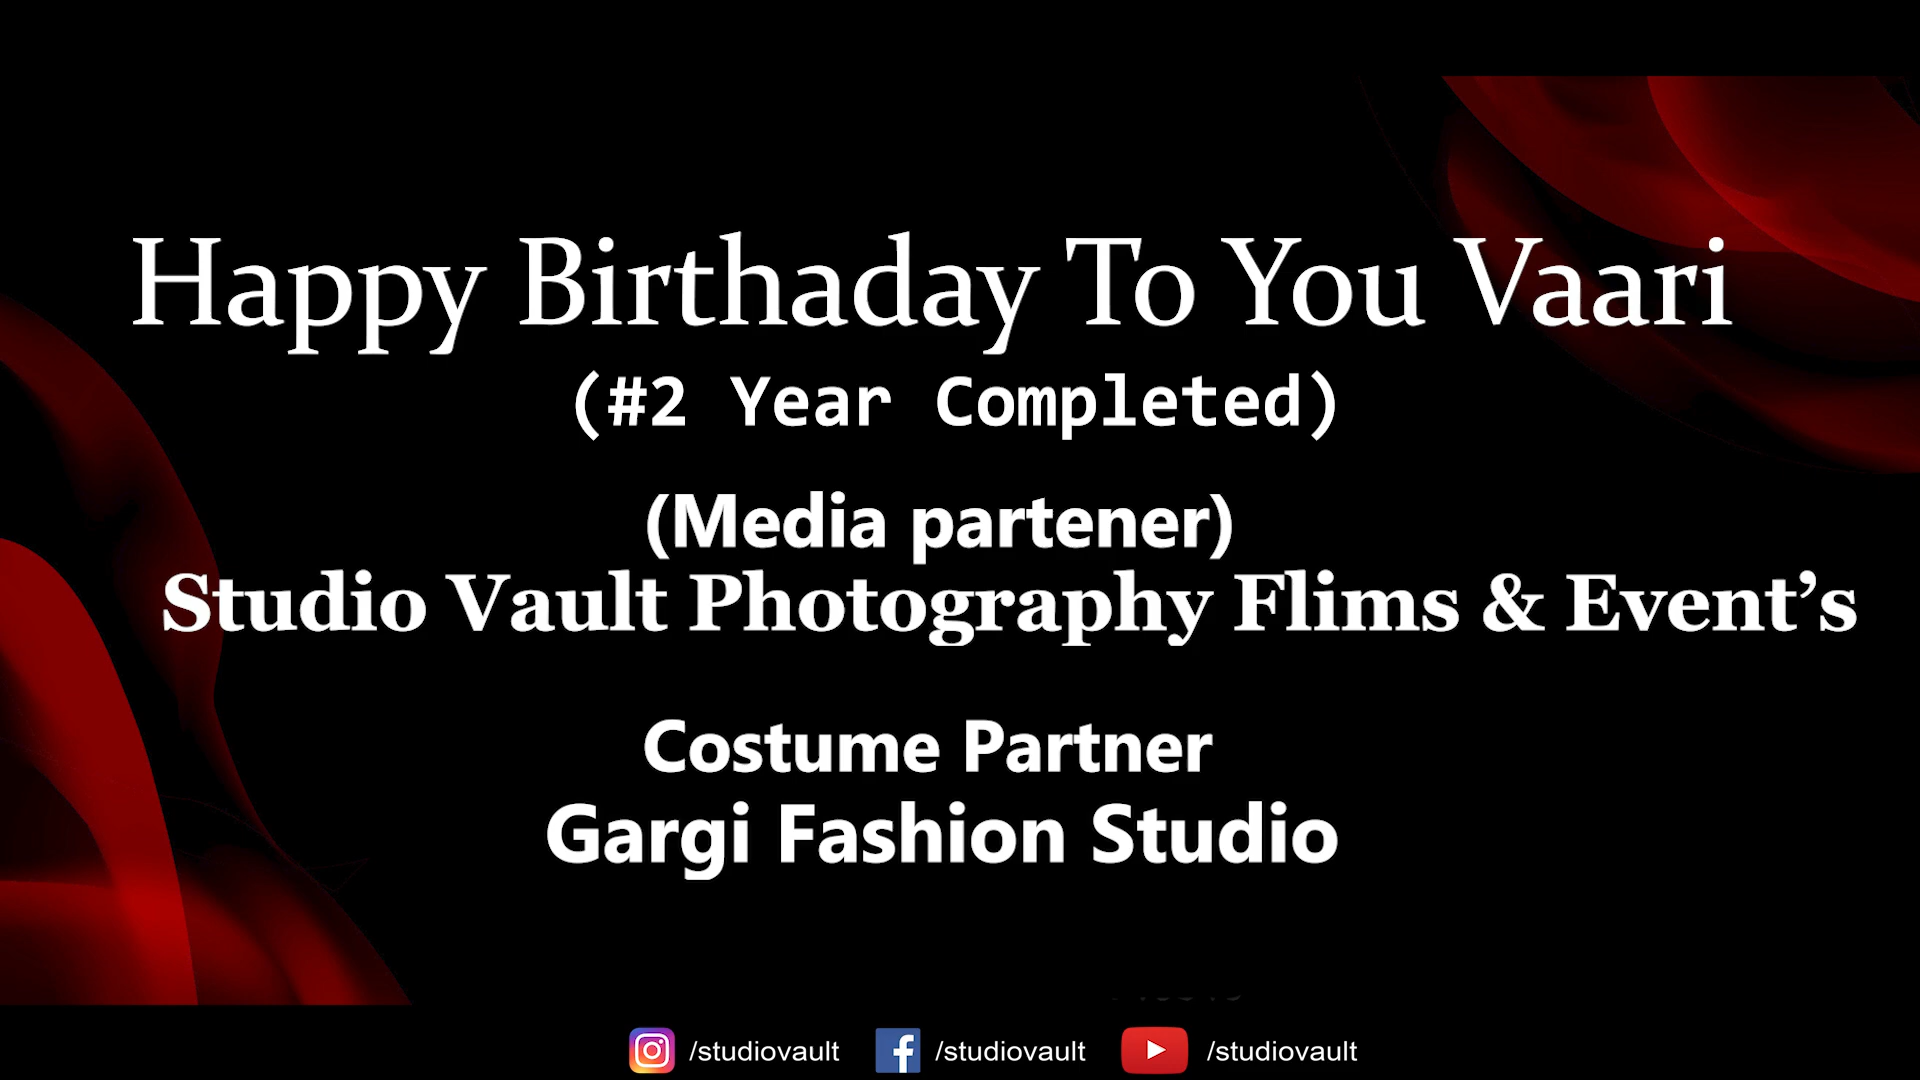 Happy Birthaday To You Vaari
(#2 Year Completed)
(Media partener)
Studio Vault Photography Flims & Event’s
Costume Partner
Gargi Fashion Studio
/studiovault /studiovault /studiovault